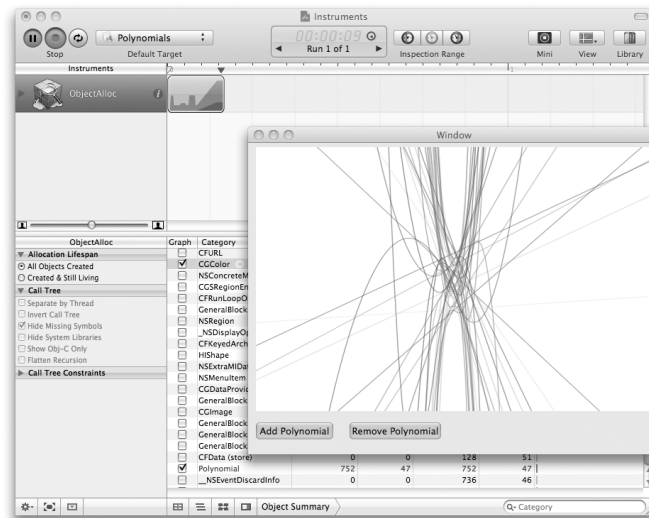 Instruments
Polynomials
00:00:09
Run 1 of 1
Stop
Default Target
Inspection Range
Mini
View
Library
Instruments
ObjectAlloc
Window
ObjectAlloc
Allocation Lifespan
All Objects Created
Created & Still Living
Call Tree
Separate by Thread
Invert Call Tree
Hide Missing Symbols
Hide System Libraries
Show Obj-C Only
Flatten Recursion
Call Tree Constraints
Graph Category
CFURL
CGColor
NSConcreteM
CGSRegionEn
CFRunLoopO
GeneralBlock
NSRegion
_NSDisplayOp
CFKeyedArch
HIShape
NSExtraMIDat
NSMenuItem
CGDataProvid
GeneralBlock
CGImage
GeneralBlock
GeneralBlock
GeneralBlock
CFData (store) 0 0 128 51
Polynomial 752 47 752 47
__NSEventDiscardInfo 0 0 736 46
Add Polynomial
Remove Polynomial
Object Summary
Category